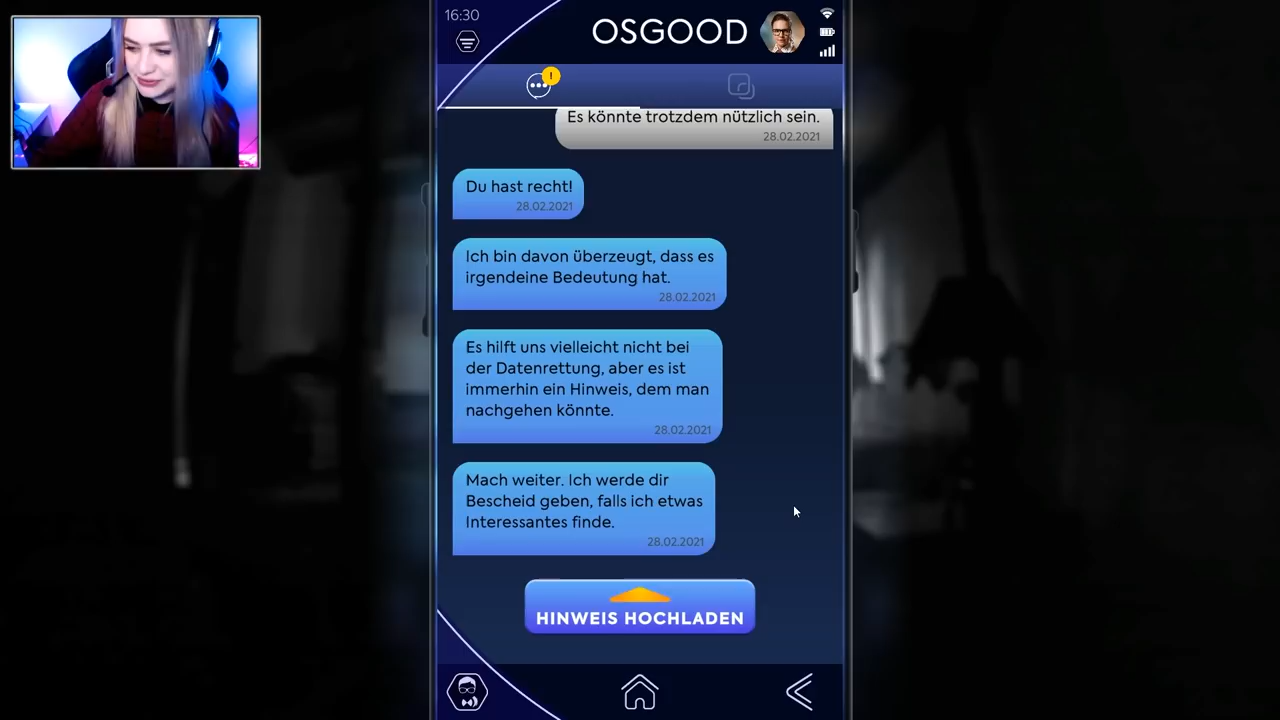 16:30
OSGOOD
!
Es könnte trotzdem nützlich sein.
28.02.2021
Du hast recht!
28.02.2021
Ich bin davon überzeugt, dass es
irgendeine Bedeutung hat.
28.02.2021
Es hilft uns vielleicht nicht bei
der Datenrettung, aber es ist
immerhin ein Hinweis, dem man
nachgehen könnte.
28.02.2021
Mach weiter. Ich werde dir
Bescheid geben, falls ich etwas
Interessantes finde.
28.02.2021
HINWEIS HOCHLADEN